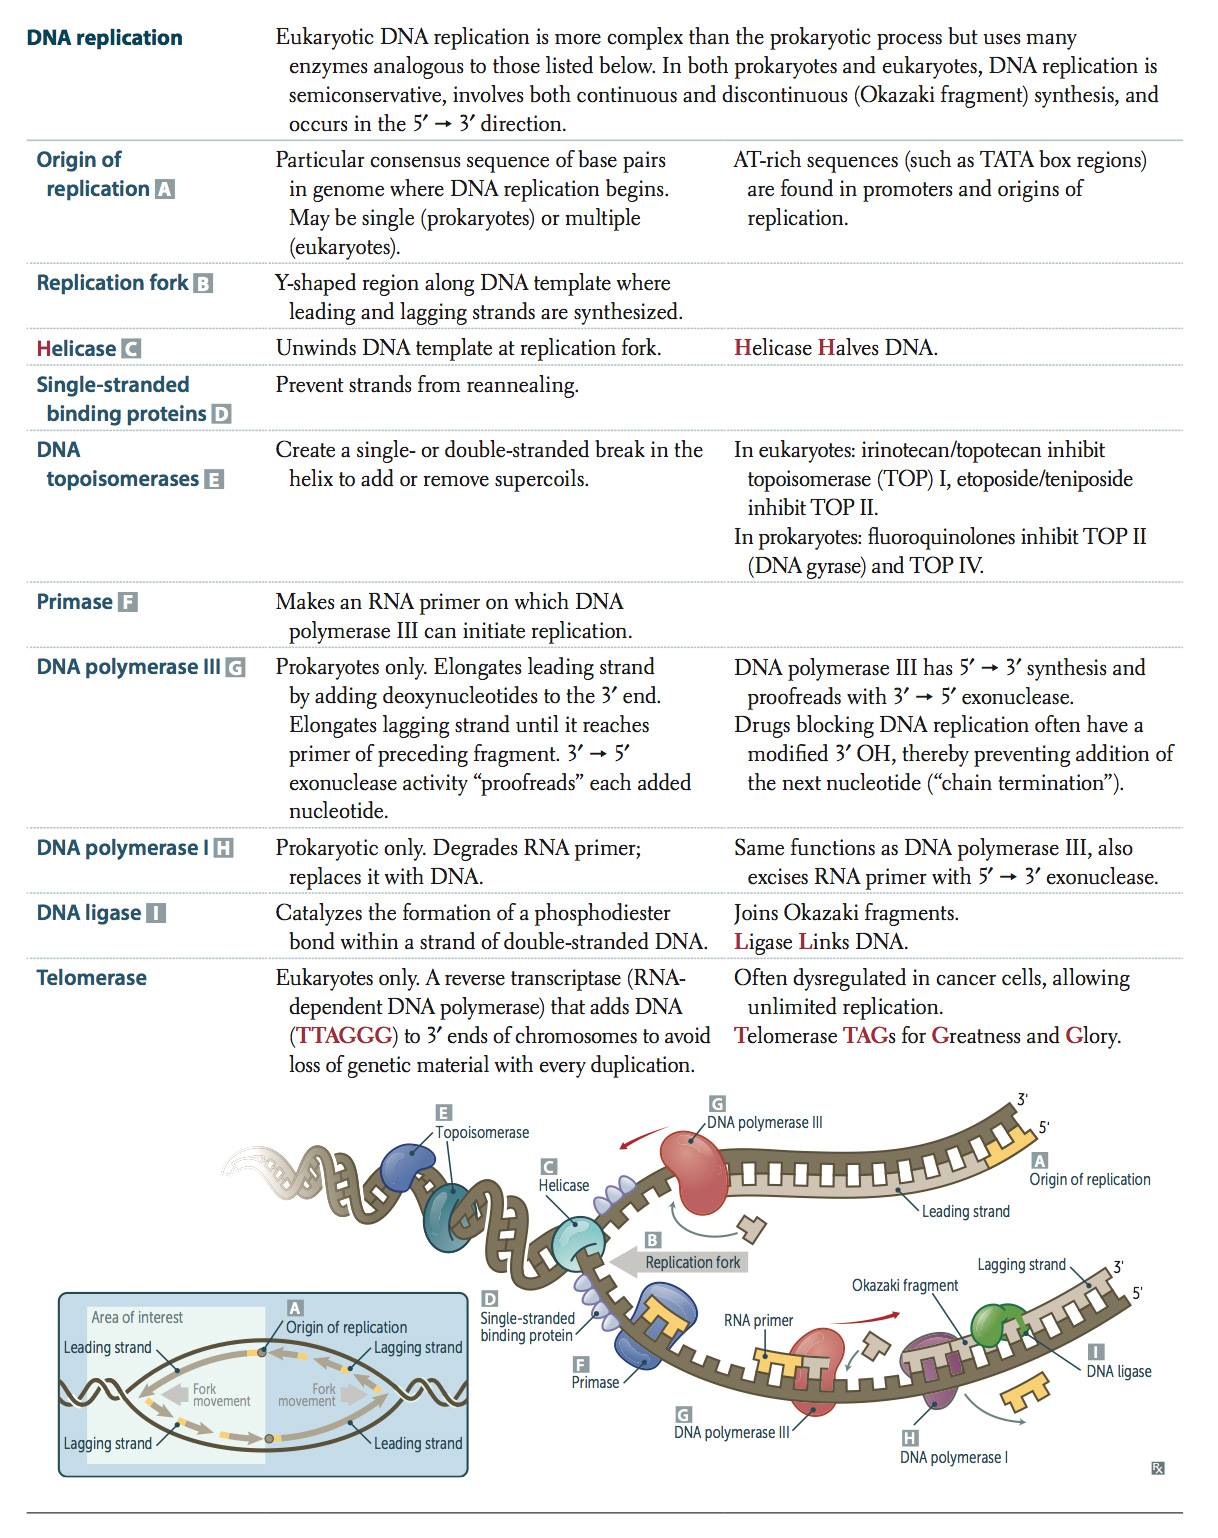 DNA replication
Eukaryotic DNA replication is more complex than the prokaryotic process but uses many
enzymes analogous to those listed below. In both prokaryotes and eukaryotes, DNA replication is
semiconservative, involves both continuous and discontinuous (Okazaki fragment) synthesis, and
occurs in the 5′ → 3′ direction.
Origin of
replication A
Particular consensus sequence of base pairs
in genome where DNA replication begins.
May be single (prokaryotes) or multiple
(eukaryotes).
AT-rich sequences (such as TATA box regions)
are found in promoters and origins of
replication.
Replication fork B
Y-shaped region along DNA template where
leading and lagging strands are synthesized.
Helicase C
Unwinds DNA template at replication fork.
Helicase Halves DNA.
Single-stranded
binding proteins D
Prevent strands from reannealing.
DNA
topoisomerases E
Create a single- or double-stranded break in the
helix to add or remove supercoils.
In eukaryotes: irinotecan/topotecan inhibit
topoisomerase (TOP) I, etoposide/teniposide
inhibit TOP II.
In prokaryotes: fluoroquinolones inhibit TOP II
(DNA gyrase) and TOP IV.
Primase F
Makes an RNA primer on which DNA
polymerase III can initiate replication.
DNA polymerase III G
Prokaryotes only. Elongates leading strand
by adding deoxynucleotides to the 3′ end.
Elongates lagging strand until it reaches
primer of preceding fragment. 3′ → 5′
exonuclease activity “proofreads” each added
nucleotide.
DNA polymerase III has 5′ → 3′ synthesis and
proofreads with 3′ → 5′ exonuclease.
Drugs blocking DNA replication often have a
modified 3′ OH, thereby preventing addition of
the next nucleotide (“chain termination”).
DNA polymerase I H
Prokaryotic only. Degrades RNA primer;
replaces it with DNA.
Same functions as DNA polymerase III, also
excises RNA primer with 5′ → 3′ exonuclease.
DNA ligase I
Catalyzes the formation of a phosphodiester
bond within a strand of double-stranded DNA.
Joins Okazaki fragments.
Ligase Links DNA.
Telomerase
Eukaryotes only. A reverse transcriptase (RNA-
dependent DNA polymerase) that adds DNA
(TTAGGG) to 3′ ends of chromosomes to avoid
loss of genetic material with every duplication.
Often dysregulated in cancer cells, allowing
unlimited replication.
Telomerase TAGs for Greatness and Glory.
E
Topoisomerase
G
DNA polymerase III
3'
5'
A
Origin of replication
C
Helicase
Leading strand
B
Replication fork
Lagging strand
3'
5'
Okazaki fragment
D
Single-stranded
binding protein
RNA primer
I
DNA ligase
F
Primase
G
DNA polymerase III
H
DNA polymerase I
Area of interest
A
Origin of replication
Leading strand
Lagging strand
Fork
movement
Fork
movement
Lagging strand
Leading strand
Rx